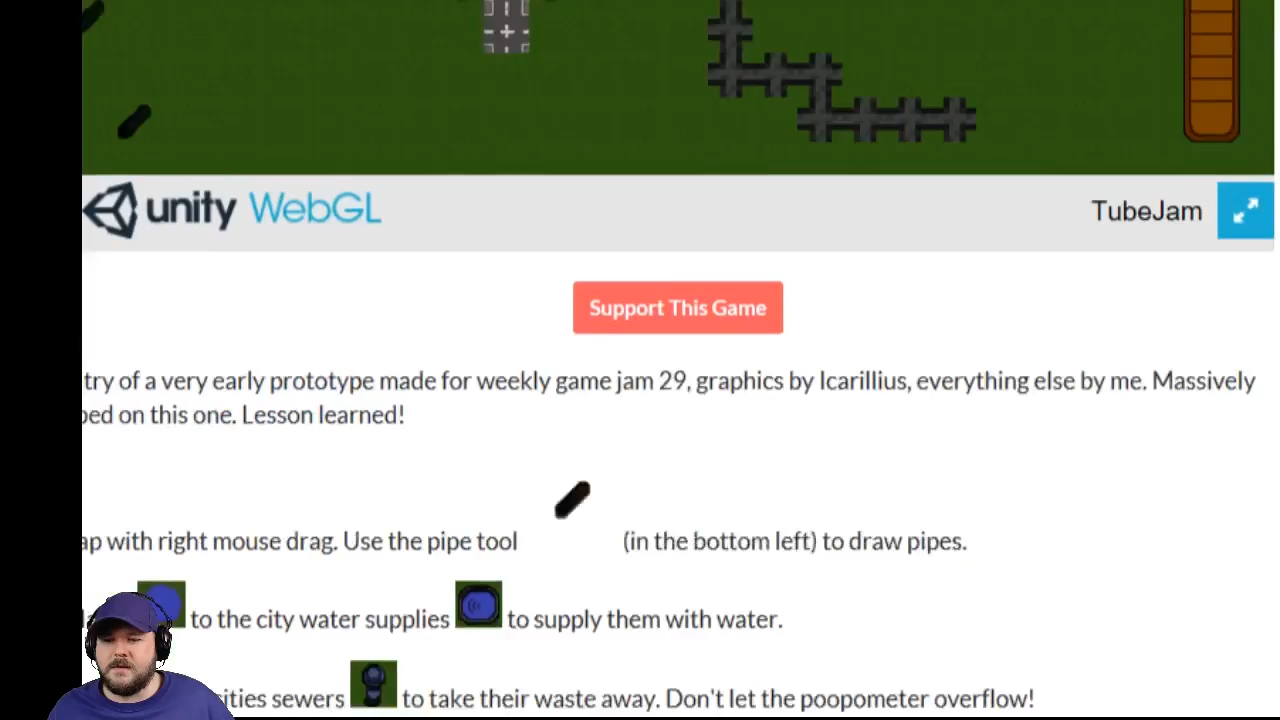 unity WebGL
TubeJam
Support This Game
try of a very early prototype made for weekly game jam 29, graphics by Icarillius, everything else by me. Massively
on this one. Lesson learned!
with right mouse drag. Use the pipe tool (in the bottom left) to draw pipes.
to the city water supplies to supply them with water.
sewers to take their waste away. Don't let the poopometer overflow!